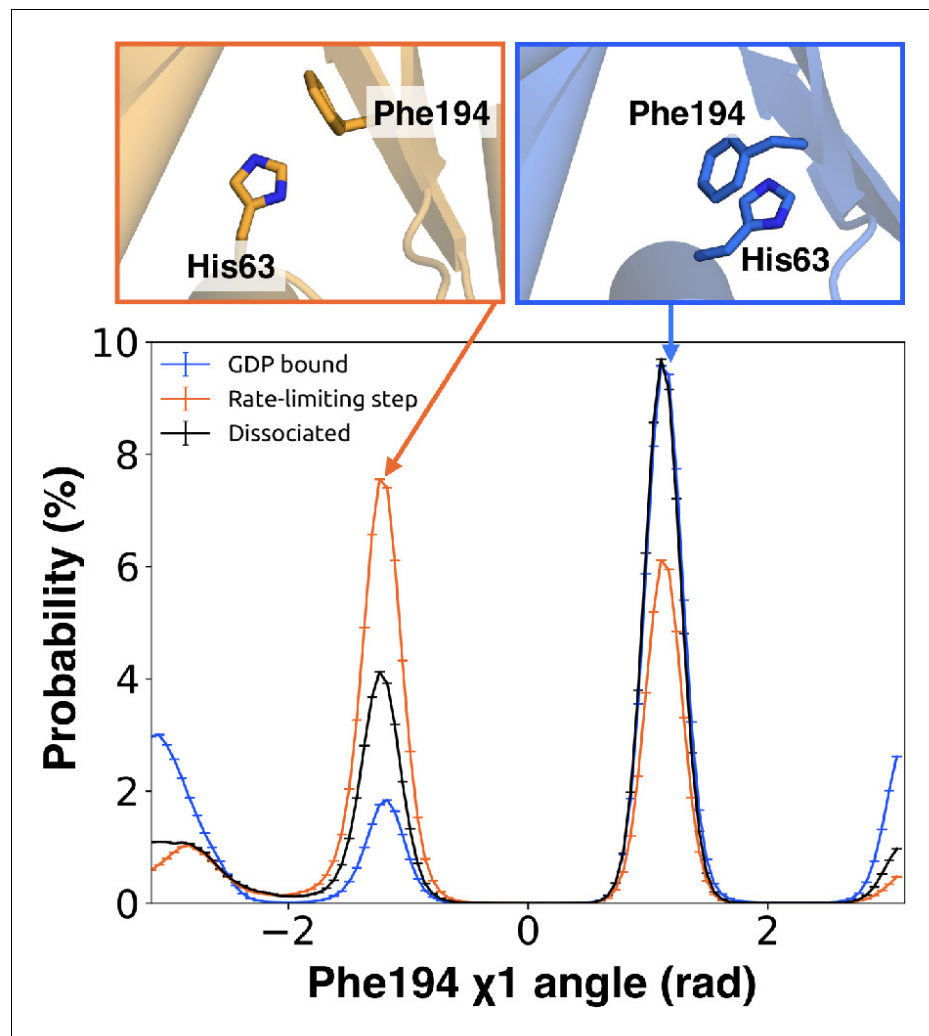 Phe194
His63
Phe194
His63
GDP bound
Rate-limiting step
Dissociated
10
8
6
4
2
0
−2
0
2
Probability (%)
Phe194 χ1 angle (rad)